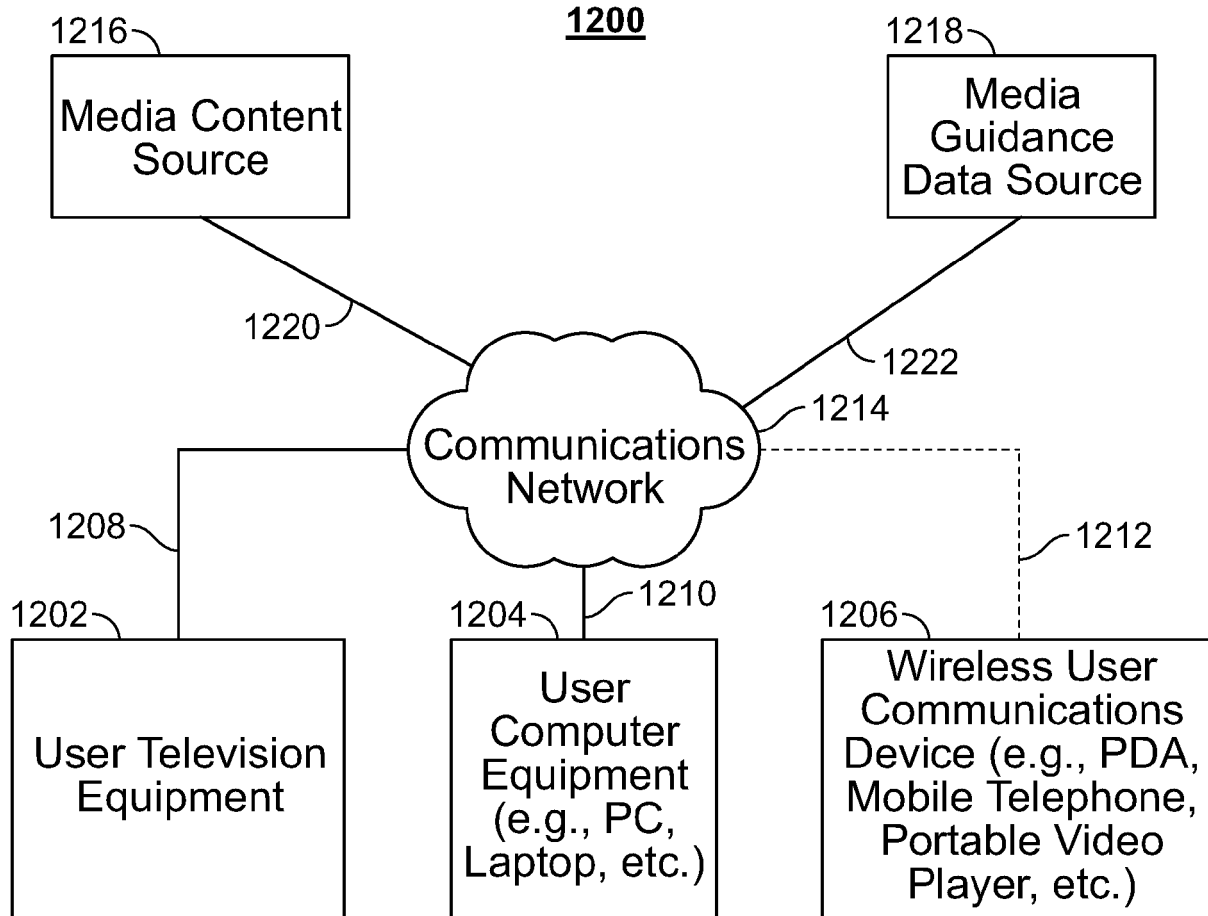 1200
1216
Media Content
Source
1218
Media
Guidance
Data Source
1220
1222
1214
Communications
Network
1208
1212
1210
1202
User Television
Equipment
1204
User
Computer
Equipment
(e.g., PC,
Laptop, etc.)
1206
Wireless User
Communications
Device (e.g., PDA,
Mobile Telephone,
Portable Video
Player, etc.)